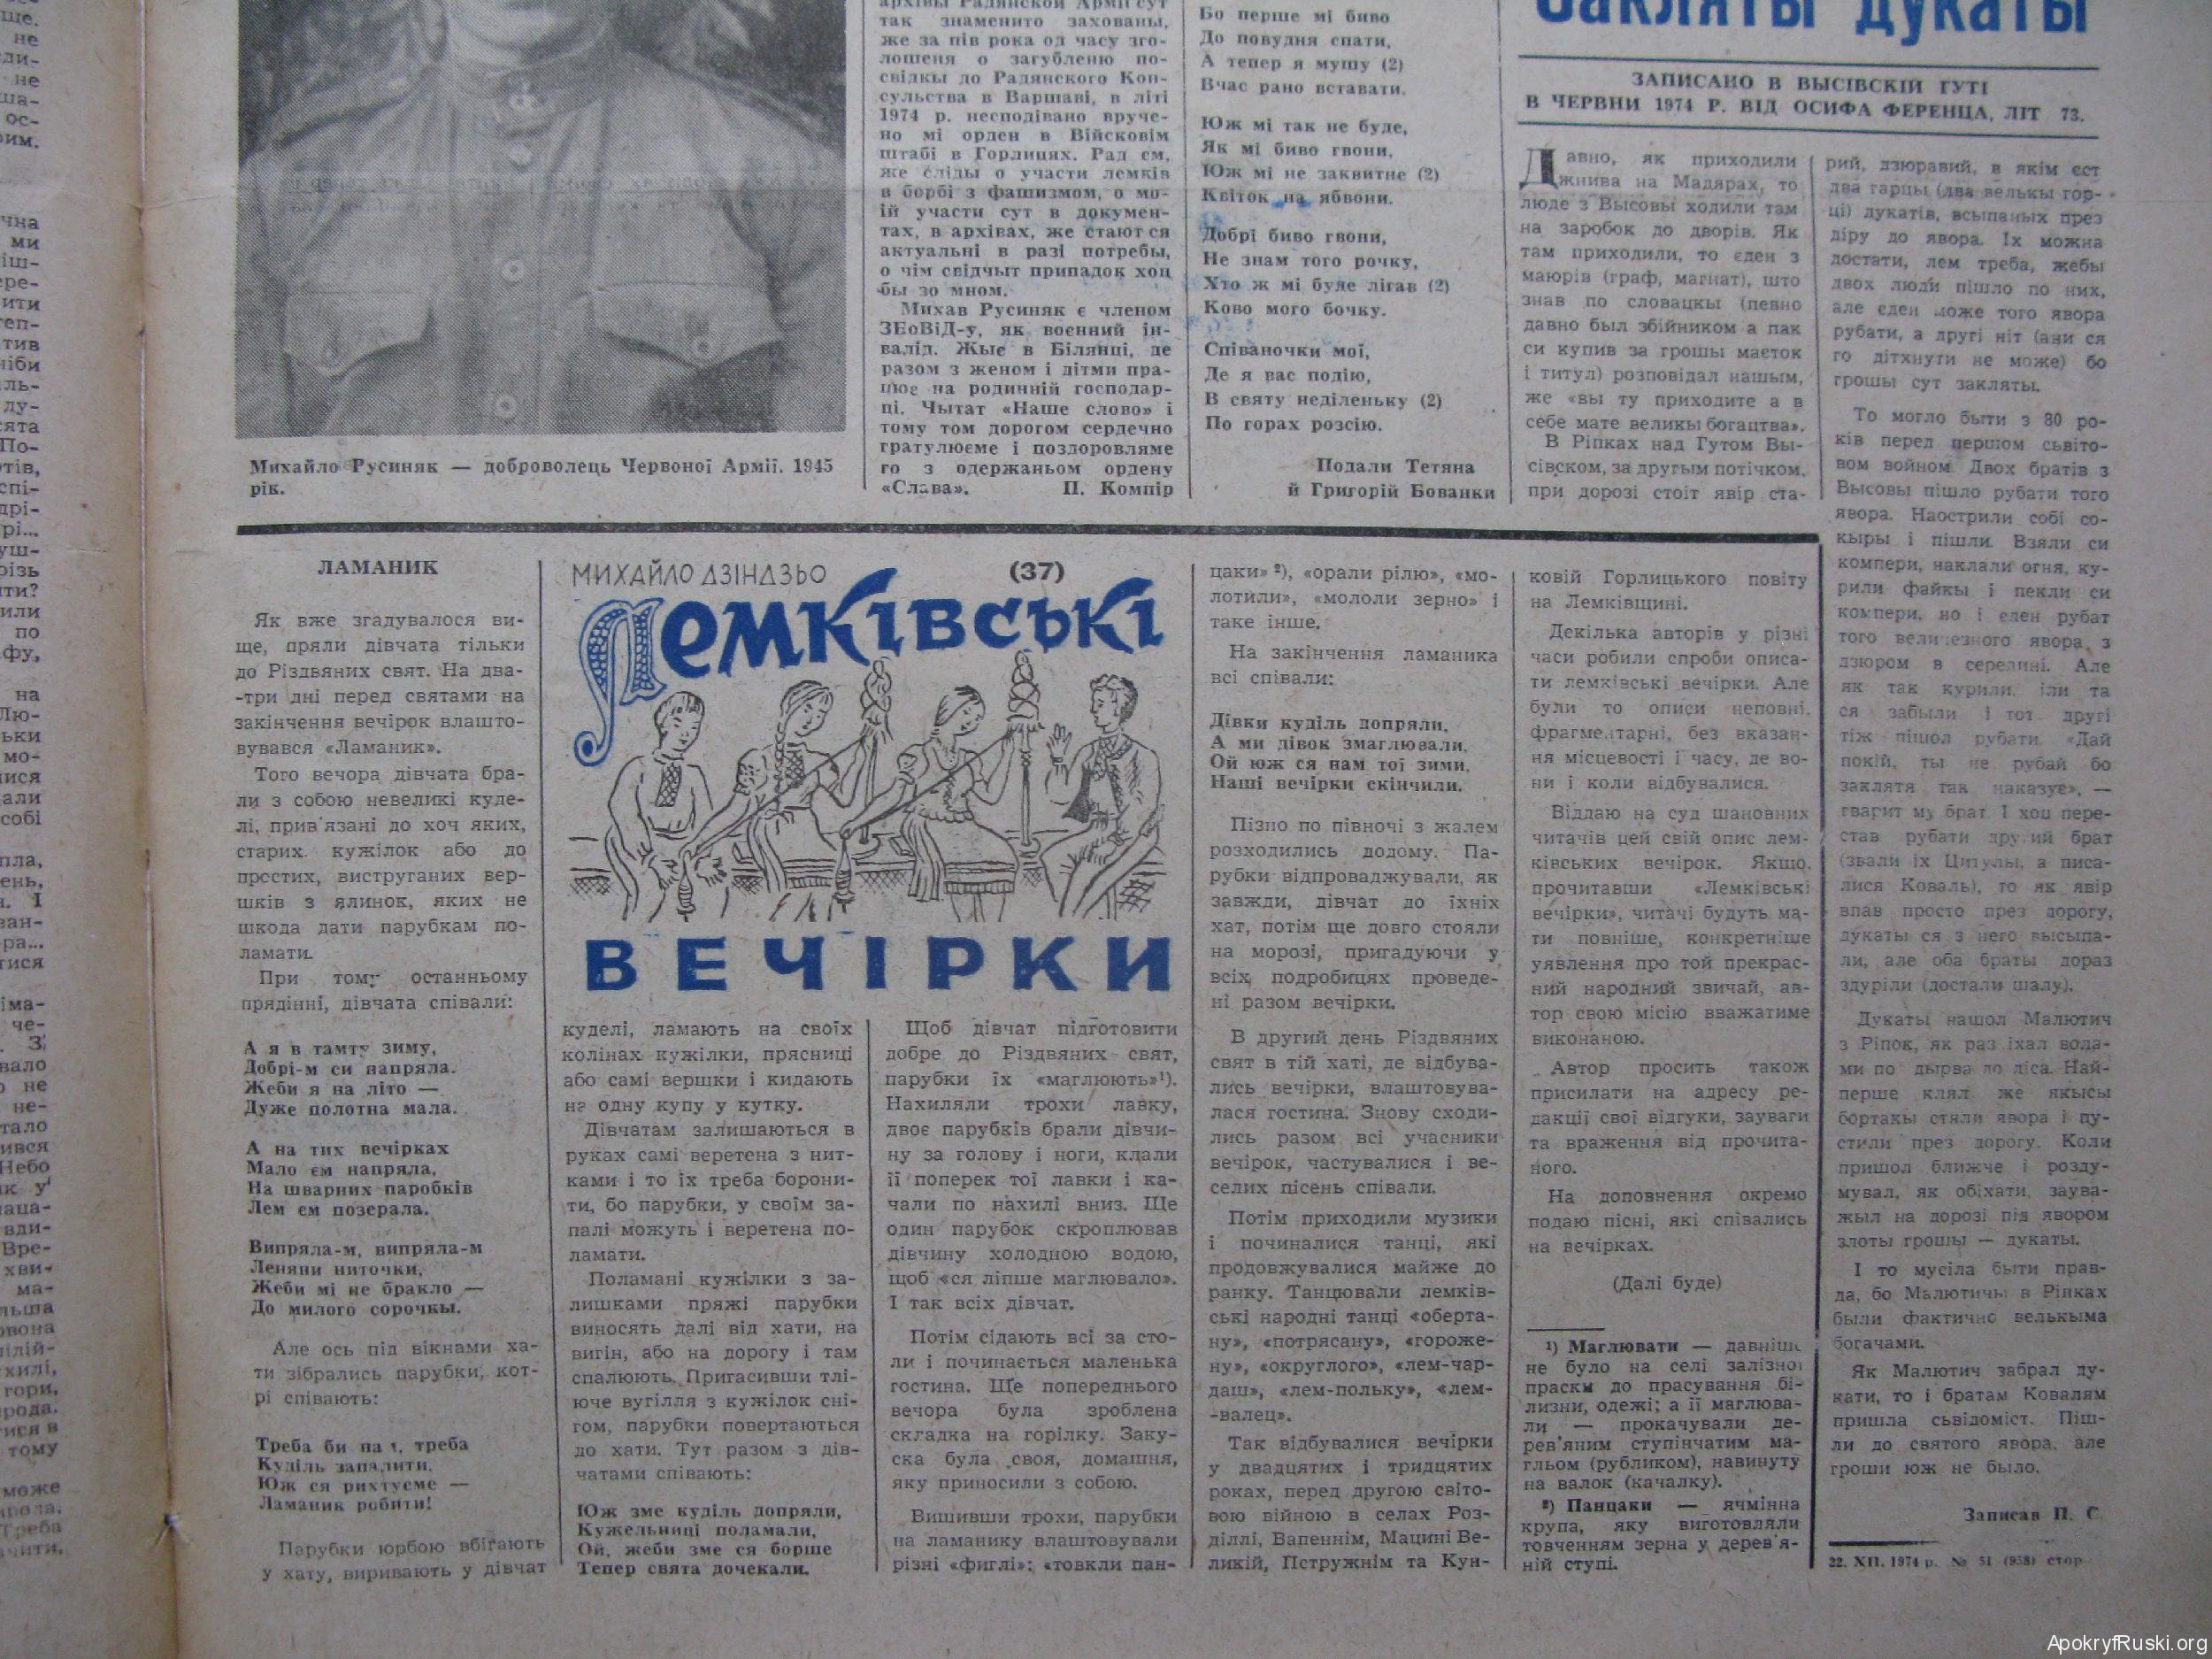 архівы Радянской Армії сут
так знаменито захованы,
же за пів рока од часу зго-
лошеня о загубленю по-
свідкы до Радянского Кон-
сульства в Варшаві, в літі
1974 р. несподівано вруче-
но мі орден в Військовім
штабі в Горлицях. Рад єм,
же сліды о участи лемків
в борбі з фашизмом, о мо-
ій участи сут в докумен-
тах, в архівах, же стают ся
актуальні в разі потребы,
о чім свідчыт припадок хоц
бы зо мном.
Михав Русиняк є членом
ЗБоВіД-у, як воєнний ін-
валід. Жыє в Білянці, де
разом з женом і дітми пра-
цює на родинній господар-
ці. Чытат «Наше слово» і
тому том дорогом сердечно
гратулюєме і поздоровляме
го з одержаньом ордену
«Слава». П. Компір
Михайло Русиняк — доброволець Червоної Армії. 1945
рік.
Бо перше мі биво
До повудня спати,
А тепер я мушу (2)
Вчас рано вставати.
Юж мі так не буде,
Як мі биво гвони,
Юж мі не заквитне (2)
Квіток на ябвони.
Добрі биво гвони,
Не знам того рочку,
Хто ж мі буде лігав (2)
Ково мого бочку.
Співаночки мої,
Де я вас подію,
В святу неділеньку (2)
По горах розсію.
Подали Тетяна
й Григорій Бованки
Закляты дукаты
ЗАПИСАНО В ВЫСІВСКІЙ ГУТІ
В ЧЕРВНИ 1974 Р. ВІД ОСИФА ФЕРЕНЦА, ЛІТ 73.
Давно, як приходили
жнива на Мадярах, то
люде з Высовы ходили там
на заробок до дворів. Як
там приходили, то єден з
маюрів (граф, магнат), што
знав по словацкы (певно
давно был збійником а пак
си купив за грошы маєток
і титул) розповідал нашым,
же «вы ту приходите а в
себе мате великы богацтва».
В Ріпках над Гутом Вы-
сівском, за другым потічком,
при дорозі стоіт явір ста-
рий, дзюравий, в якім єст
два гарцы (два велькы гор-
ці) дукатів, всыпаных през
діру до явора. Іх можна
достати, лем треба, жебы
двох люди пішло по них,
але єден може того явора
рубати, а другі ніт (ани ся
го дітхнути не може) бо
грошы сут закляты.
То могло быти з 80 ро-
ків перед першом сьвіто-
вом войном. Двох братів з
Высовы пішло рубати того
явора. Наострили собі со-
кыры і пішли. Взяли си
компери, наклали огня, ку-
рили файкы і пекли си
компери, но і єден рубат
того величезного явора, з
дзюром в середині. Але
як так курили, іли та
ся забыли і тот другі
тіж пішол рубати. «Дай
покій, ты не рубай бо
заклятя так наказує», —
гварит му брат. І хоц пере-
став рубати другий брат
(звали іх Цитулы, а писа-
лися Коваль), то як явір
впав просто през дорогу,
дукаты ся з него высыпа-
ли, але оба браты дораз
здуріли (достали шалу).
Дукаты нашол Малютич
з Ріпок, як раз їхал вола-
ми по дырва до ліса. Най-
перше клял же якысы
бортакы стяли явора і пу-
стили през дорогу. Коли
пришол ближче і розду-
мувал, як обіхати, заува-
жыл на дорозі під явором
злоты грошы — дукаты.
І то мусіла быти прав-
да, бо Малютичы в Ріпках
были фактично велькыма
богачами.
Як Малютич забрал ду-
кати, то і братам Ковалям
пришла сьвідоміст. Піш-
ли до святого явора, але
гроши юж не было.
Записав П. С.
22. XII. 1974 р. № 51 (958) стор
ЛАМАНИК
Як вже згадувалося ви-
ще, пряли дівчата тільки
до Різдвяних свят. На два-
-три дні перед святами на
закінчення вечірок влашто-
вувався «Ламаник».
Того вечора дівчата бра-
ли з собою невеликі куде-
лі, прив'язані до хоч яких,
старих кужілок або до
простих, виструганих вер-
шків з ялинок, яких не
шкода дати парубкам по-
ламати.
При тому останньому
прядінні, дівчата співали:
А я в тамту зиму,
Добрі-м си напряла.
Жеби я на літо —
Дуже полотна мала.
А на тих вечірках
Мало єм напряла,
На шварних паробків
Лем єм позерала.
Випряла-м, випряла-м
Леняни ниточки,
Жеби мі не бракло —
До милого сорочкы.
Але ось під вікнами ха-
ти зібрались парубки, кот-
рі співають:
Треба би нам, треба
Куділь запалити,
Юж ся рихтуєме —
Ламаник робити!
Парубки юрбою вбігають
у хату, виривають у дівчат
МИХАЙЛО ДЗІНДЗЬО (37)
Лемківські
ВЕЧІРКИ
куделі, ламають на своїх
колінах кужілки, прясниці
або самі вершки і кидають
на одну купу у кутку.
Дівчатам залишаються в
руках самі веретена з нит-
ками і то їх треба борони-
ти, бо парубки, у своїм за-
палі можуть і веретена по-
ламати.
Поламані кужілки з за-
лишками пряжі парубки
виносять далі від хати, на
вигін, або на дорогу і там
спалюють. Пригасивши тлі-
юче вугілля з кужілок сні-
гом, парубки повертаються
до хати. Тут разом з дів-
чатами співають:
Юж зме куділь допряли,
Кужельниці поламали,
Ой, жеби зме ся борше
Тепер свята дочекали.
Щоб дівчат підготовити
добре до Різдвяних свят,
парубки їх «маглюють»¹).
Нахиляли трохи лавку,
двоє парубків брали дівчи-
ну за голову і ноги, клали
її поперек тої лавки і ка-
чали по нахилі вниз. Ще
один парубок скроплював
дівчину холодною водою,
щоб «ся ліпше маглювало».
І так всіх дівчат.
Потім сідають всі за сто-
ли і починається маленька
гостина. Ще попереднього
вечора була зроблена
складка на горілку. Заку-
ска була своя, домашня,
яку приносили з собою.
Випивши трохи, парубки
на ламанику влаштовували
різні «фиглі»: «товкли пан-
цаки» ²), «орали рілю», «мо-
лотили», «мололи зерно» і
таке інше.
На закінчення ламаника
всі співали:
Дівки куділь допряли,
А ми дівок змаглювали,
Ой юж ся нам тої зими,
Наші вечірки скінчили.
Пізно по півночі з жалем
розходились додому. Па-
рубки відпроваджували, як
завжди, дівчат до їхніх
хат, потім ще довго стояли
на морозі, пригадуючи у
всіх подробицях проведе-
ні разом вечірки.
В другий день Різдвяних
свят в тій хаті, де відбува-
лись вечірки, влаштовува-
лася гостина. Знову сходи-
лись разом всі учасники
вечірок, частувалися і ве-
селих пісень співали.
Потім приходили музики
і починалися танці, які
продовжувалися майже до
ранку. Танцювали лемків-
ські народні танці «оберта-
ну», «потрясану», «гороже-
ну», «округлого», «лем-чар-
даш», «лем-польку», «лем-
-валец».
Так відбувалися вечірки
у двадцятих і тридцятих
роках, перед другою світо-
вою війною в селах Роз-
діллі, Вапеннім, Мацині Ве-
ликій, Пстружнім та Кун-
ковій Горлицького повіту
на Лемківщині.
Декілька авторів у різні
часи робили спроби описа-
ти лемківські вечірки. Але
були то описи неповні,
фрагментарні, без вказан-
ня місцевості і часу, де во-
ни і коли відбувалися.
Віддаю на суд шановних
читачів цей свій опис лем-
ківських вечірок. Якщо,
прочитавши «Лемківські
вечірки», читачі будуть ма-
ти повніше, конкретніше
уявлення про той прекрас-
ний народний звичай, ав-
тор свою місію вважатиме
виконаною.
Автор просить також
присилати на адресу ре-
дакції свої відгуки, зауваги
та враження від прочита-
ного.
На доповнення окремо
подаю пісні, які співались
на вечірках.
(Далі буде)
¹) Маглювати — давніше
не було на селі залізної
праски до прасування бі-
лизни, одежі; а її маглюва-
ли — прокачували де-
рев'яним ступінчатим ма-
гльом (рубликом), навинуту
на валок (качалку).
²) Панцаки — ячмінна
крупа, яку виготовляли
товченням зерна у дерев'я-
ній ступі.
ApokryfRuski.org